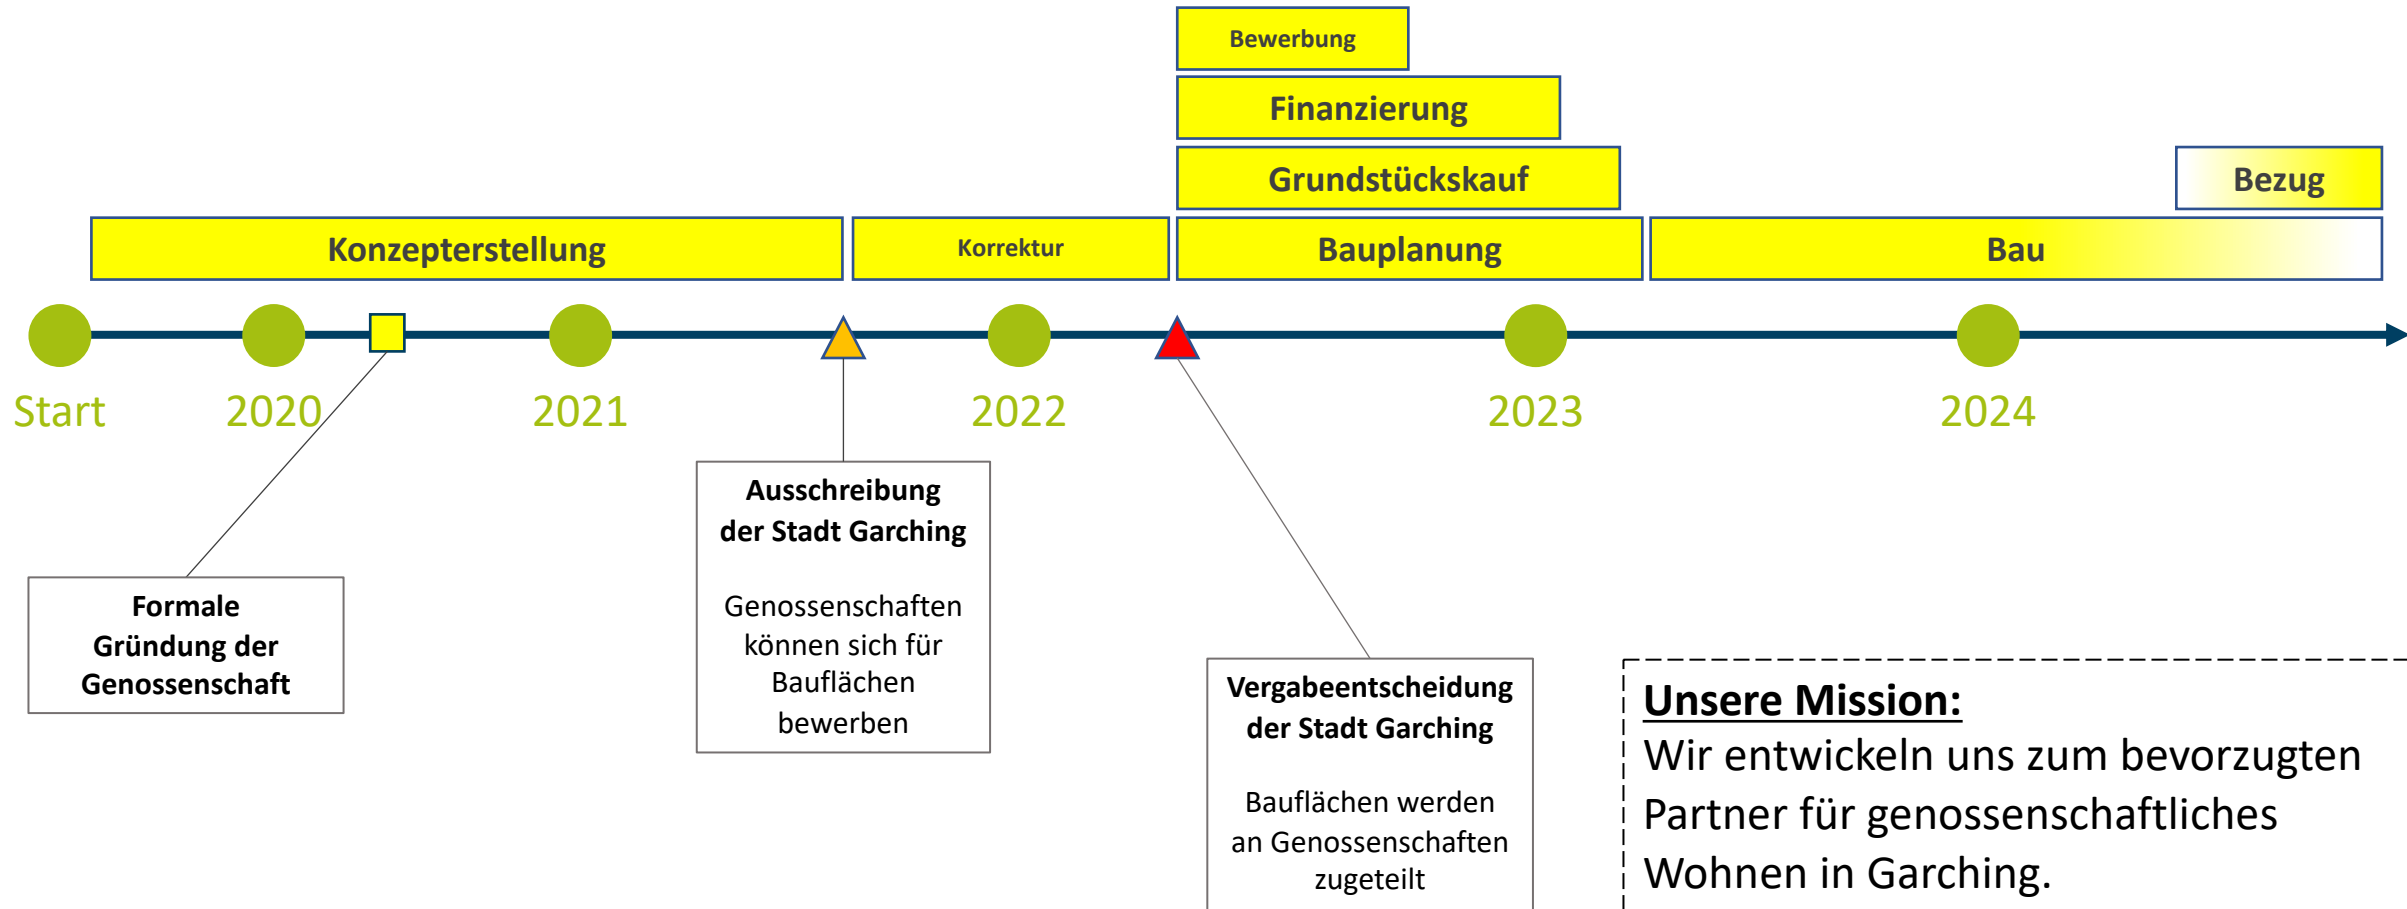 Bewerbung
Finanzierung
Grundstückskauf
Bezug
Konzepterstellung
Korrektur
Bauplanung
Bau
Start
2020
2021
2022
2023
2024
Formale
Gründung der
Genossenschaft
Ausschreibung
der Stadt Garching
Genossenschaften
können sich für
Bauflächen
bewerben
Vergabeentscheidung
der Stadt Garching
Bauflächen werden
an Genossenschaften
zugeteilt
Unsere Mission:
Wir entwickeln uns zum bevorzugten
Partner für genossenschaftliches
Wohnen in Garching.